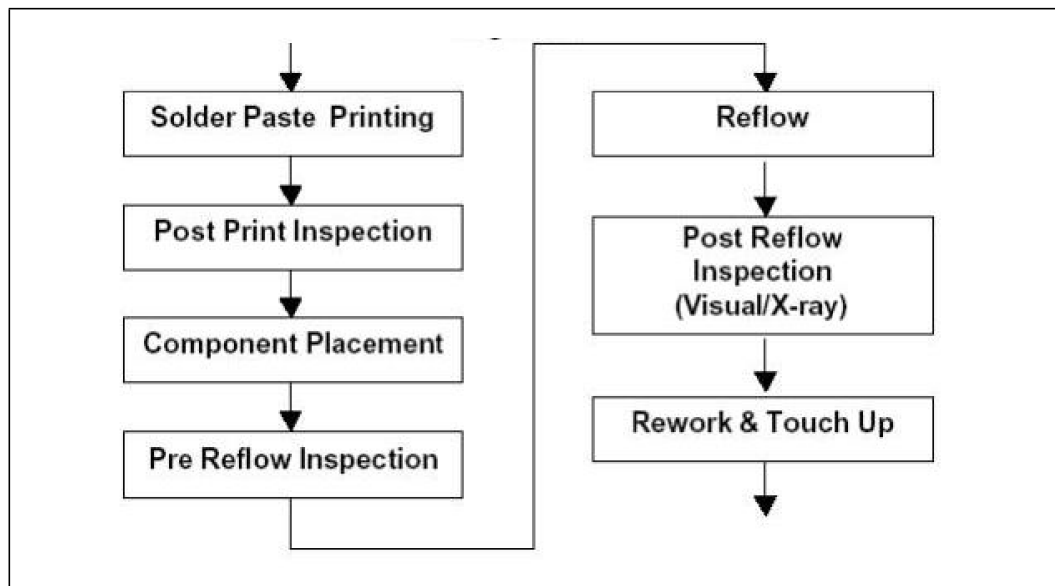 Solder Paste Printing
Post Print Inspection
Component Placement
Pre Reflow Inspection
Reflow
Post Reflow
Inspection
(Visual/X-ray)
Rework & Touch Up